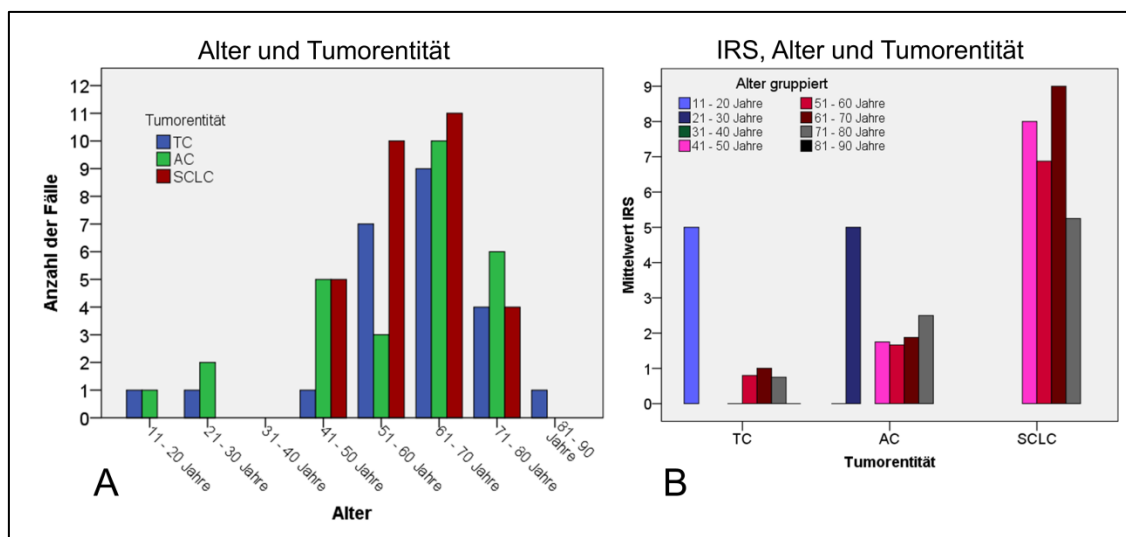 Alter und Tumorentität
Anzahl der Fälle
12
11
10
9
8
7
6
5
4
3
2
1
0
Tumorentität
TC
AC
SCLC
11 - 20 Jahre
21 - 30 Jahre
31 - 40 Jahre
41 - 50 Jahre
51 - 60 Jahre
61 - 70 Jahre
71 - 80 Jahre
81 - 90
Jahre
Alter
A
IRS, Alter und Tumorentität
Mittelwert IRS
9
8
7
6
5
4
3
2
1
0
Alter gruppiert
11 - 20 Jahre
21 - 30 Jahre
31 - 40 Jahre
41 - 50 Jahre
51 - 60 Jahre
61 - 70 Jahre
71 - 80 Jahre
81 - 90 Jahre
TC
AC
SCLC
Tumorentität
B